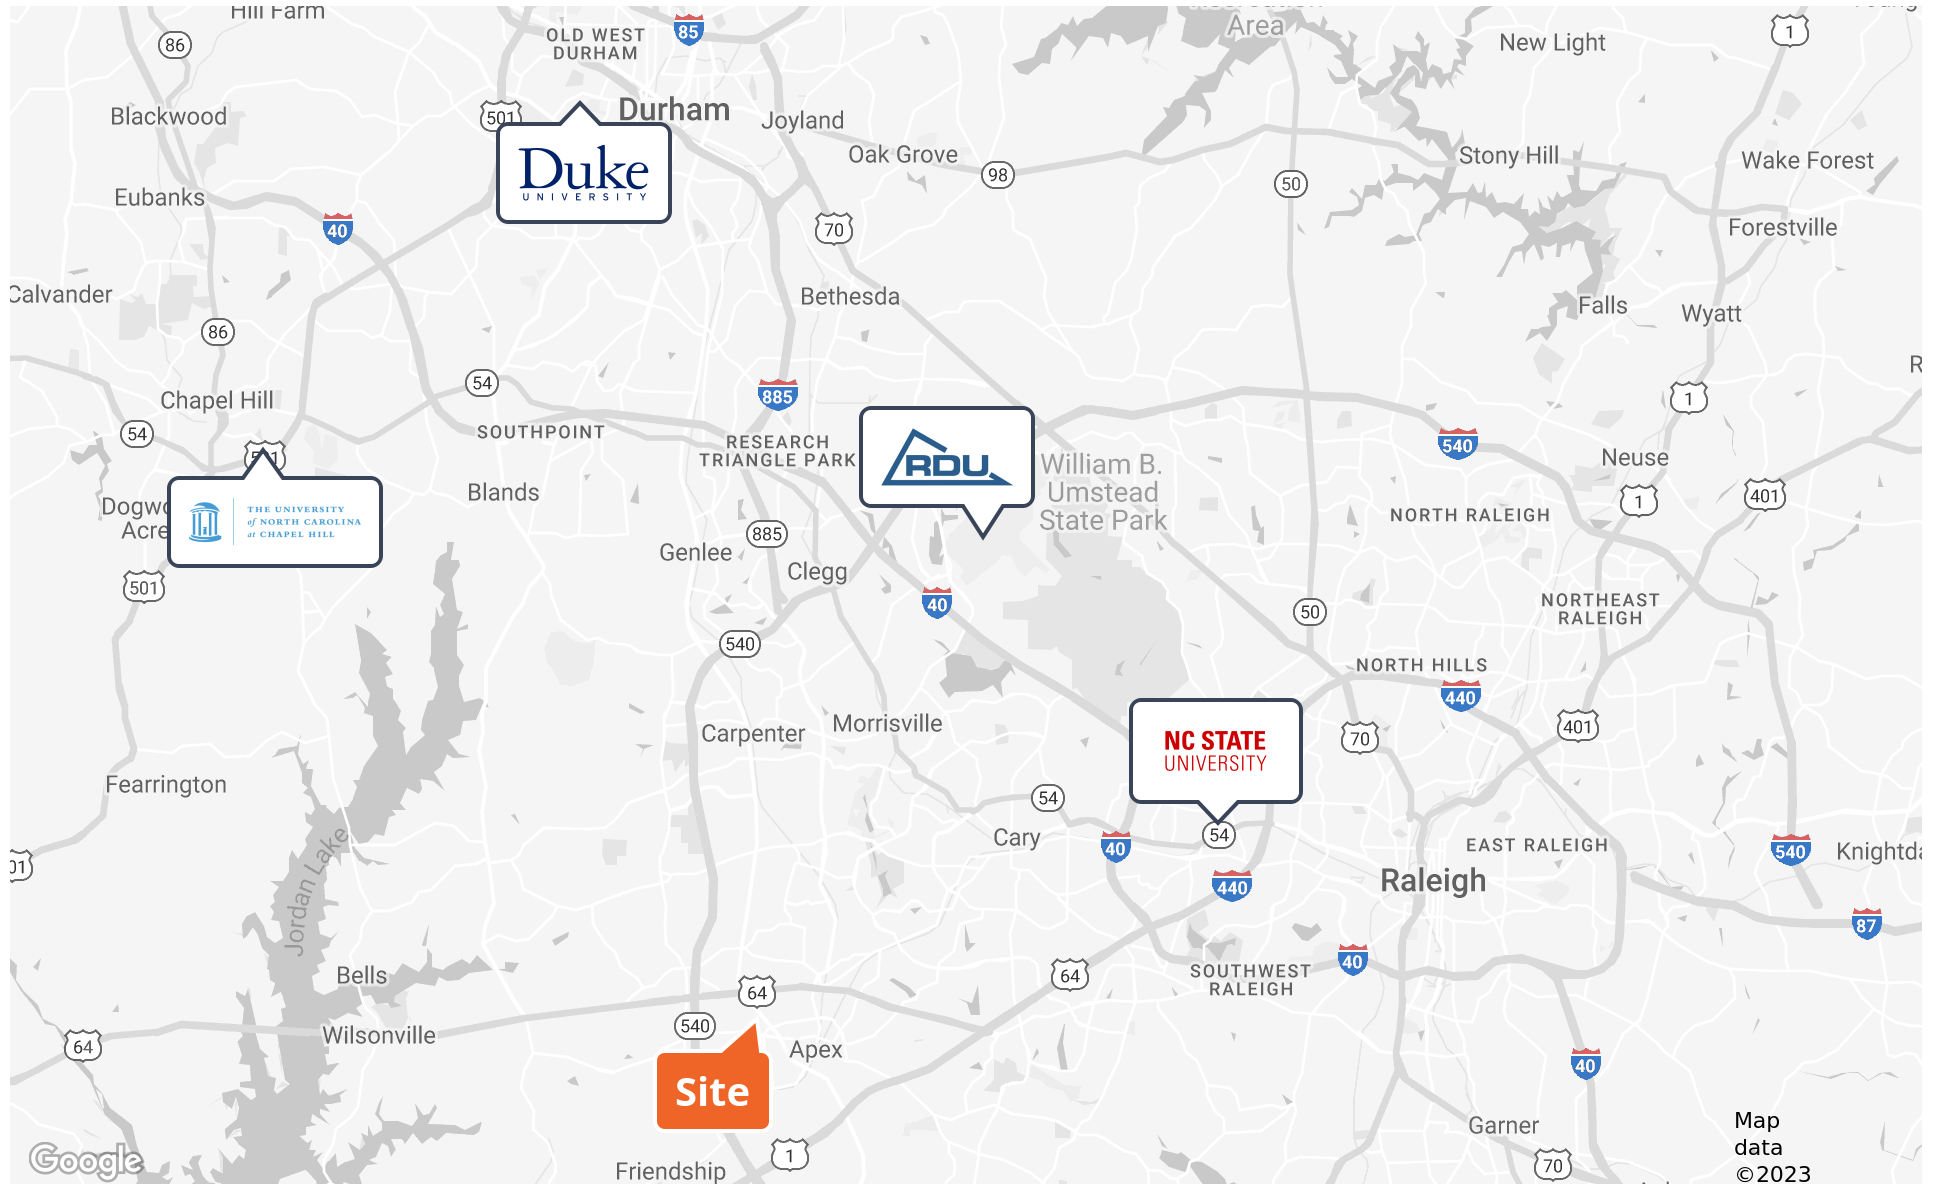 Hill Farm
86
OLD WEST
DURHAM
85
Area
New Light
1
Blackwood
501
Durham
Joyland
Oak Grove
98
Stony Hill
Wake Forest
Duke
UNIVERSITY
Eubanks
50
40
70
Forestville
Calvander
Bethesda
Falls
Wyatt
86
54
Chapel Hill
885
1
54
SOUTHPOINT
RESEARCH
TRIANGLE PARK
RDU
540
William B.
Umstead
State Park
Neuse
Blands
1
401
NORTH RALEIGH
THE UNIVERSITY
of NORTH CAROLINA
at CHAPEL HILL
885
Genlee
Clegg
501
40
50
NORTHEAST
RALEIGH
540
NORTH HILLS
440
Carpenter
Morrisville
401
70
NC STATE
UNIVERSITY
Fearrington
54
Cary
40
54
EAST RALEIGH
540
Raleigh
440
87
Jordan Lake
Bells
64
SOUTHWEST
RALEIGH
40
64
540
Wilsonville
64
Apex
40
Site
Garner
Map
data
©2023
Google
Friendship
1
70